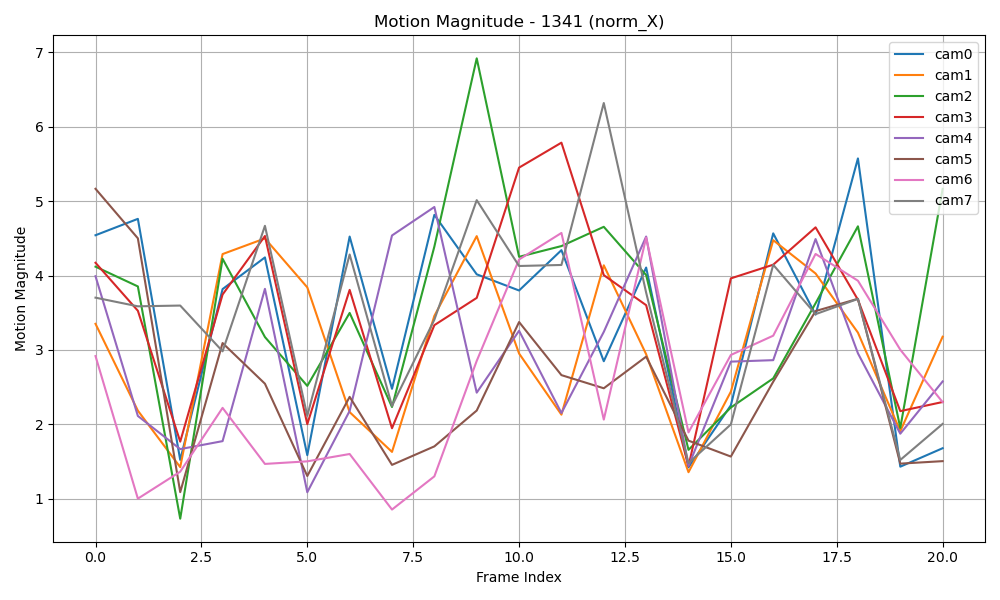 Motion Magnitude - 1341 (norm_X)
7
6
5
4
3
2
1
Motion Magnitude
cam0
cam1
cam2
cam3
cam4
cam5
cam6
cam7
0.0 2.5 5.0 7.5 10.0 12.5 15.0 17.5 20.0
Frame Index